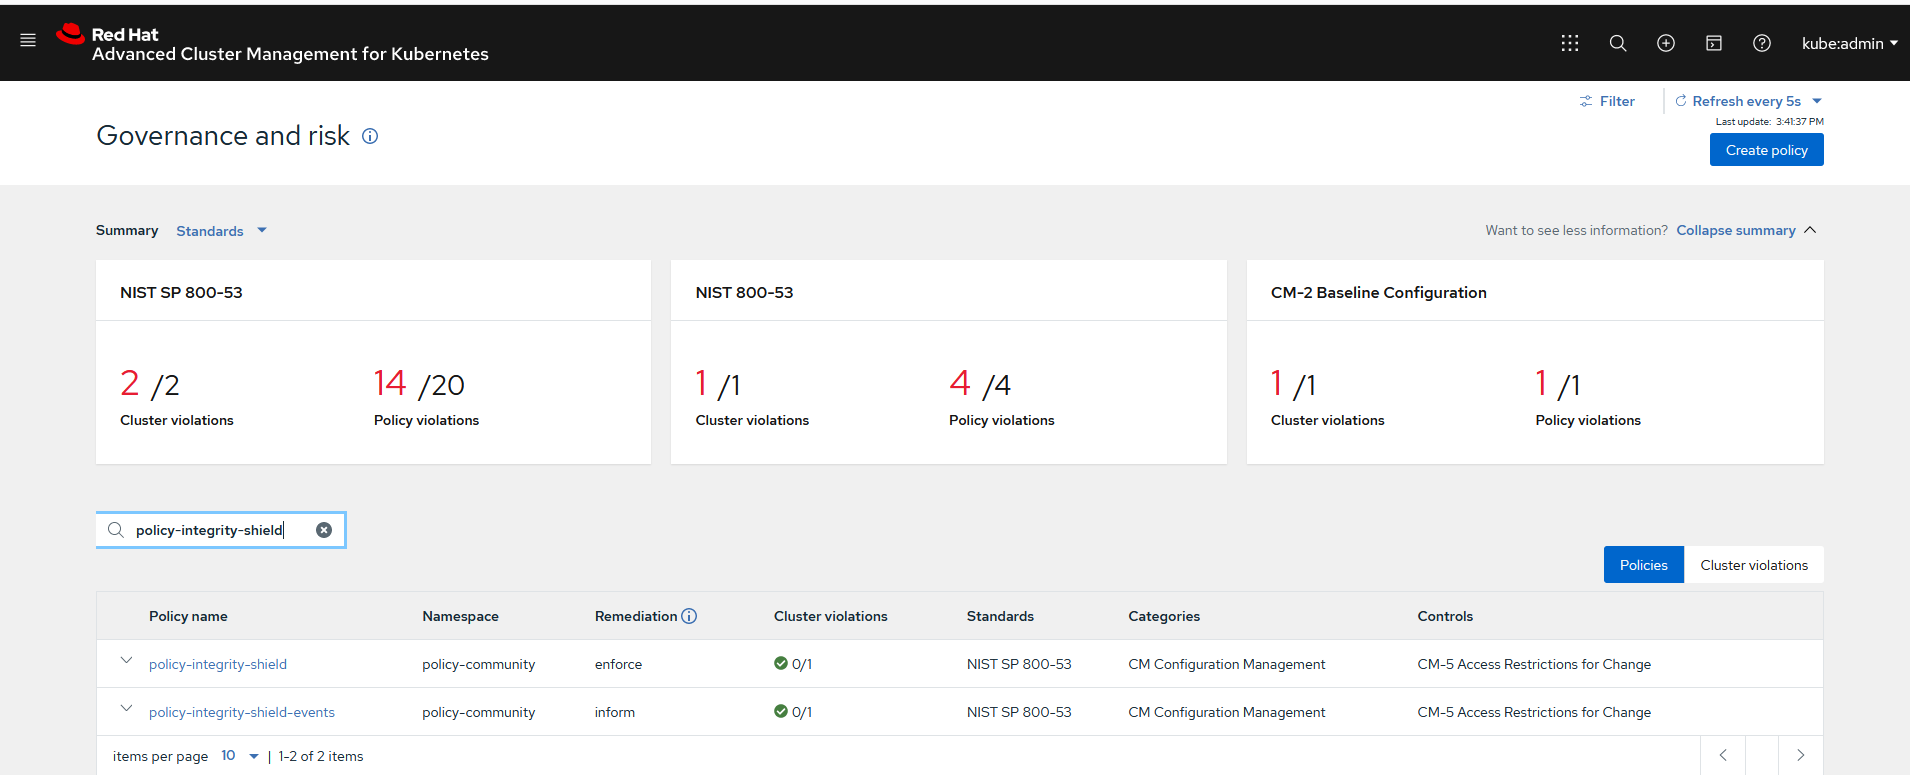 Red Hat
Advanced Cluster Management for Kubernetes
kube:admin
Filter
Refresh every 5s
Last update: 3:41:37 PM
Governance and risk
Create policy
Summary Standards
Want to see less information? Collapse summary
NIST SP 800-53
2 /2
Cluster violations
14 /20
Policy violations
NIST 800-53
1 /1
Cluster violations
4 /4
Policy violations
CM-2 Baseline Configuration
1 /1
Cluster violations
1 /1
Policy violations
policy-integrity-shield
Policies Cluster violations
Policy name Namespace Remediation Cluster violations Standards Categories Controls
policy-integrity-shield policy-community enforce 0/1 NIST SP 800-53 CM Configuration Management CM-5 Access Restrictions for Change
policy-integrity-shield-events policy-community inform 0/1 NIST SP 800-53 CM Configuration Management CM-5 Access Restrictions for Change
items per page 10 | 1-2 of 2 items